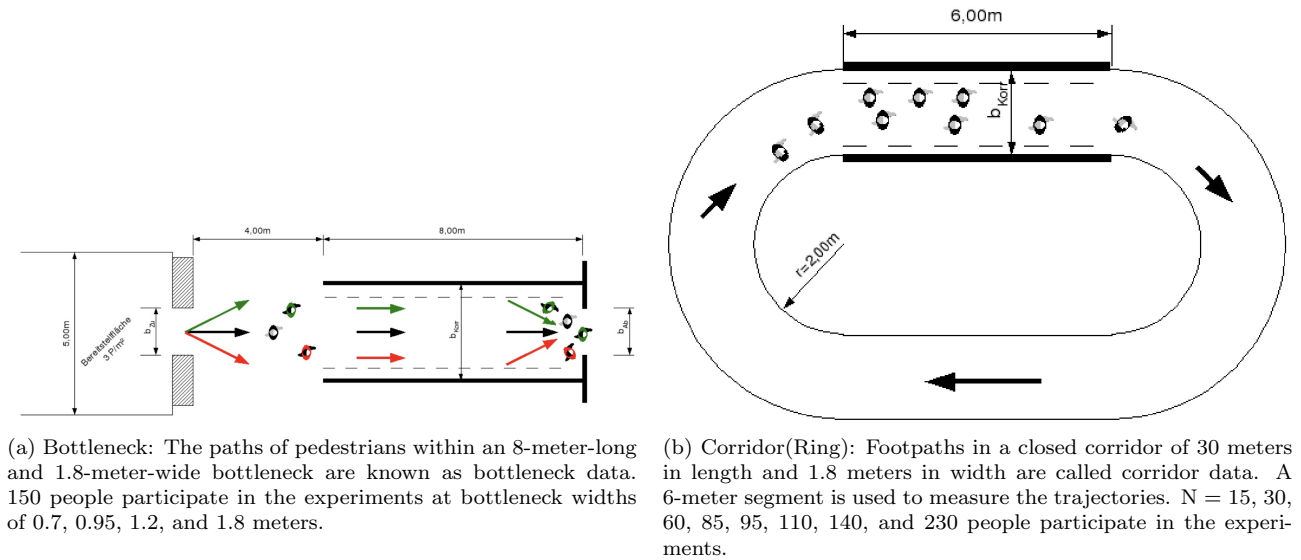 6,00m
b Korr
r=2,00m
4,00m
8,00m
5,00m
Bereitstellfläche
3 P/m²
b Zu
b Korr
b Ab
(a) Bottleneck: The paths of pedestrians within an 8-meter-long
and 1.8-meter-wide bottleneck are known as bottleneck data.
150 people participate in the experiments at bottleneck widths
of 0.7, 0.95, 1.2, and 1.8 meters.
(b) Corridor(Ring): Footpaths in a closed corridor of 30 meters
in length and 1.8 meters in width are called corridor data. A
6-meter segment is used to measure the trajectories. N = 15, 30,
60, 85, 95, 110, 140, and 230 people participate in the experi-
ments.